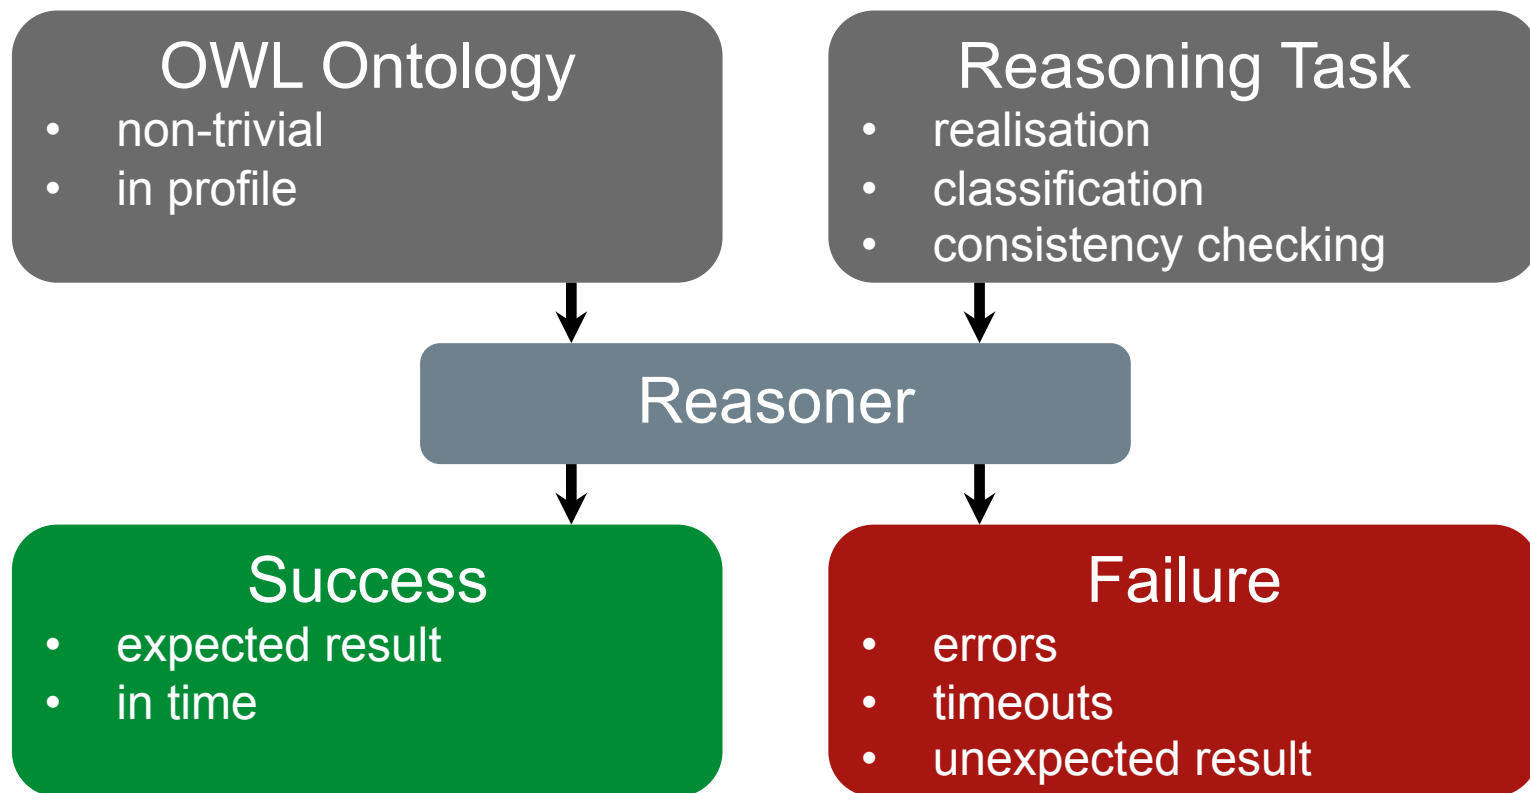 OWL Ontology
• non-trivial
• in profile
Reasoning Task
• realisation
• classification
• consistency checking
Reasoner
Success
• expected result
• in time
Failure
• errors
• timeouts
• unexpected result